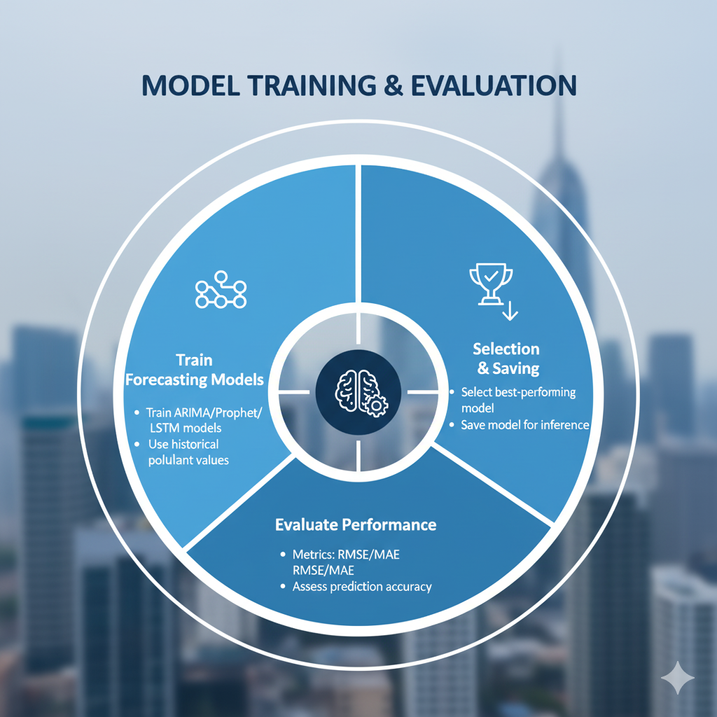 MODEL TRAINING & EVALUATION
Train
Forecasting Models
• Train ARIMA/Prophet/
LSTM models
• Use historical
polulant values
Selection
& Saving
• Select best-performing
model
• Save model for inference
Evaluate Performance
• Metrics: RMSE/MAE
RMSE/MAE
• Assess prediction accuracy